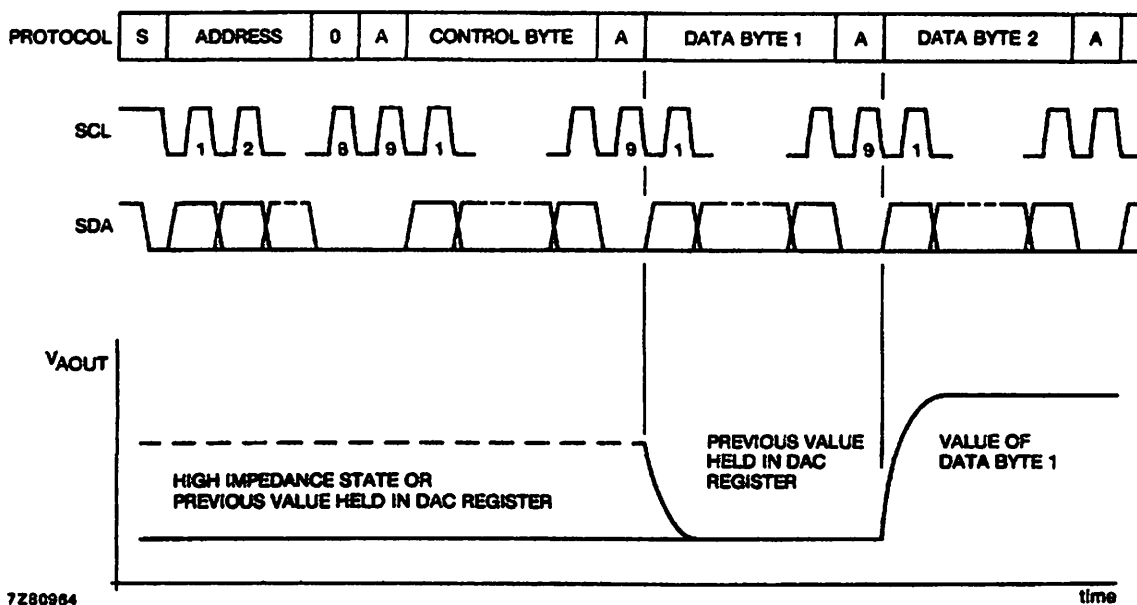 PROTOCOL S ADDRESS 0 A CONTROL BYTE A DATA BYTE 1 A DATA BYTE 2 A
SCL 1 2 8 9 1 9 1 9 1
SDA
VAOUT
HIGH IMPEDANCE STATE OR
PREVIOUS VALUE HELD IN DAC REGISTER
PREVIOUS VALUE
HELD IN DAC
REGISTER
VALUE OF
DATA BYTE 1
7Z80964
time